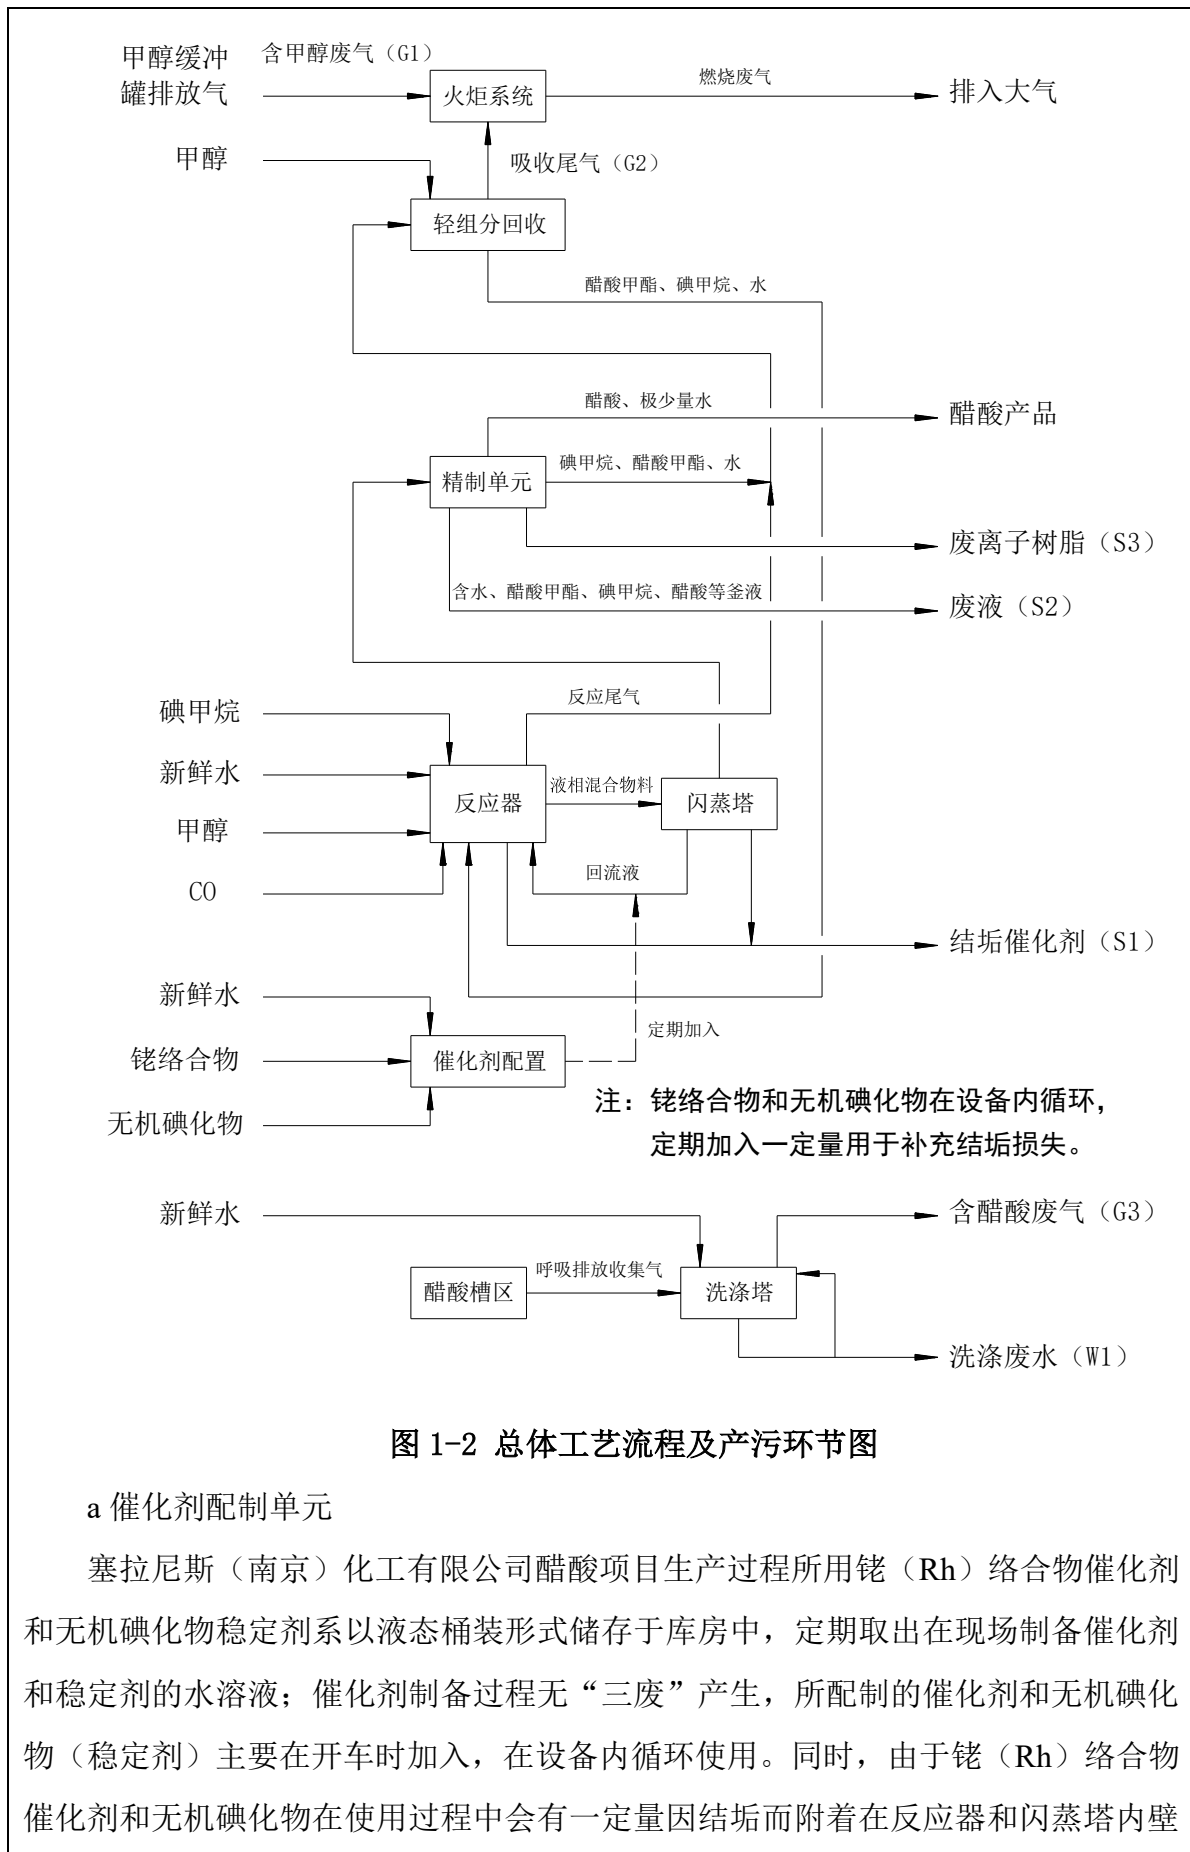 甲醇缓冲
罐排放气
含甲醇废气（G1）
火炬系统
燃烧废气
排入大气
甲醇
吸收尾气（G2）
轻组分回收
醋酸甲酯、碘甲烷、水
醋酸、极少量水
醋酸产品
碘甲烷、醋酸甲酯、水
精制单元
废离子树脂（S3）
含水、醋酸甲酯、碘甲烷、醋酸等釜液
废液（S2）
碘甲烷
反应尾气
新鲜水
反应器
液相混合物料
闪蒸塔
甲醇
回流液
CO
结垢催化剂（S1）
新鲜水
定期加入
铑络合物
催化剂配置
无机碘化物
注：铑络合物和无机碘化物在设备内循环，
定期加入一定量用于补充结垢损失。
新鲜水
含醋酸废气（G3）
呼吸排放收集气
醋酸槽区
洗涤塔
洗涤废水（W1）
图 1-2 总体工艺流程及产污环节图
a 催化剂配制单元
塞拉尼斯（南京）化工有限公司醋酸项目生产过程所用铑（Rh）络合物催化剂
和无机碘化物稳定剂系以液态桶装形式储存于库房中，定期取出在现场制备催化剂
和稳定剂的水溶液；催化剂制备过程无“三废”产生，所配制的催化剂和无机碘化
物（稳定剂）主要在开车时加入，在设备内循环使用。同时，由于铑（Rh）络合物
催化剂和无机碘化物在使用过程中会有一定量因结垢而附着在反应器和闪蒸塔内壁